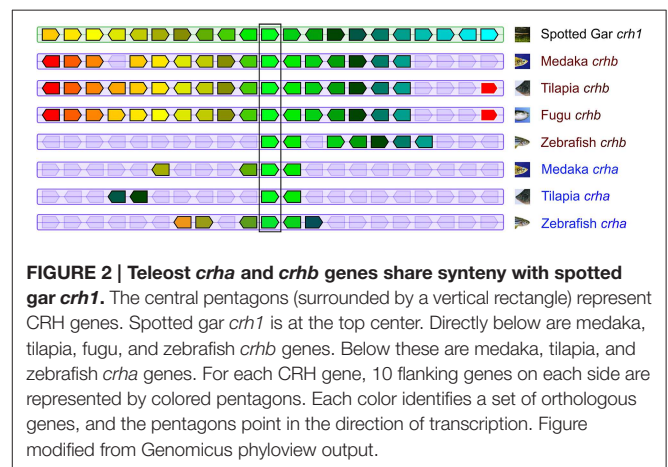 Spotted Gar crh1
Medaka crhb
Tilapia crhb
Fugu crhb
Zebrafish crhb
Medaka crha
Tilapia crha
Zebrafish crha
FIGURE 2 | Teleost crha and crhb genes share synteny with spotted
gar crh1. The central pentagons (surrounded by a vertical rectangle) represent
CRH genes. Spotted gar crh1 is at the top center. Directly below are medaka,
tilapia, fugu, and zebrafish crhb genes. Below these are medaka, tilapia, and
zebrafish crha genes. For each CRH gene, 10 flanking genes on each side are
represented by colored pentagons. Each color identifies a set of orthologous
genes, and the pentagons point in the direction of transcription. Figure
modified from Genomicus phyloview output.